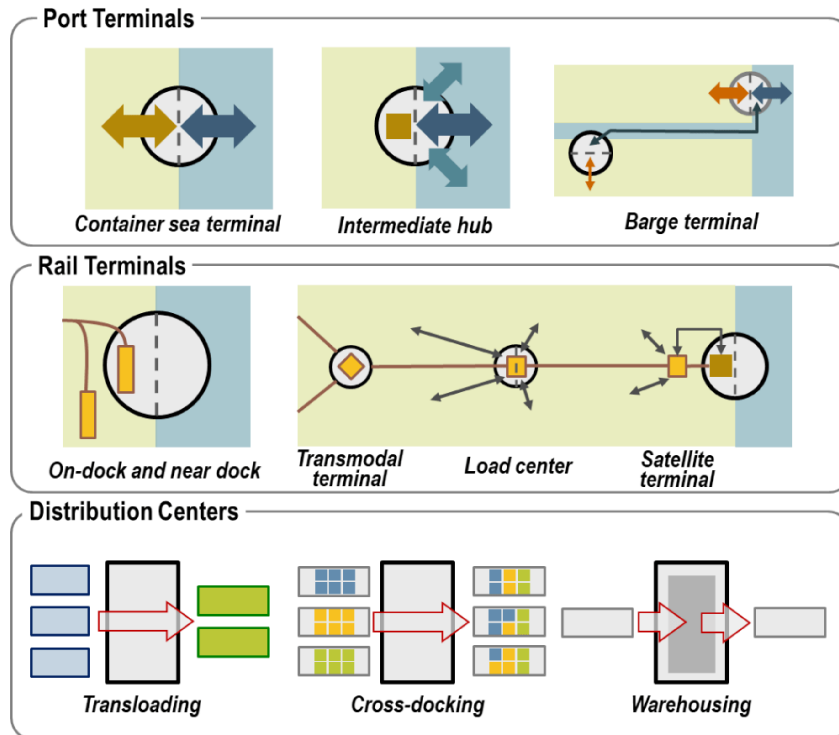 Port Terminals
Container sea terminal
Intermediate hub
Barge terminal
Rail Terminals
On-dock and near dock
Transmodal
terminal
Load center
Satellite
terminal
Distribution Centers
Transloading
Cross-docking
Warehousing